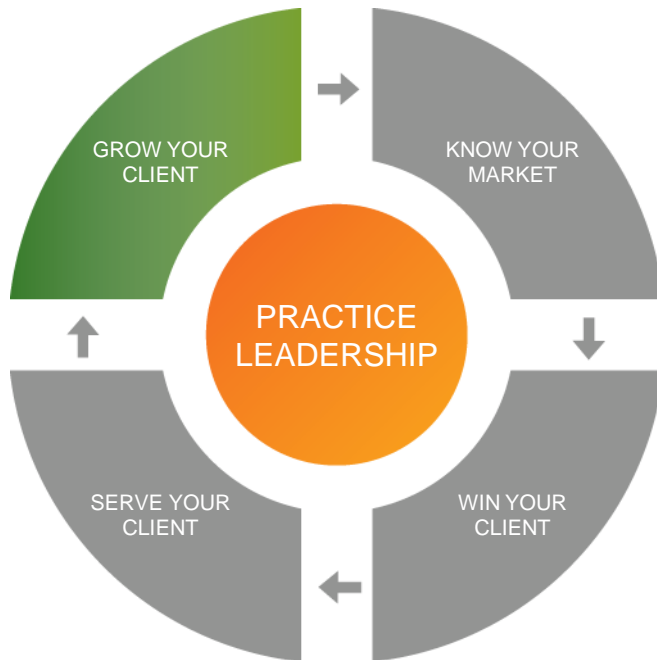 GROW YOUR
CLIENT
KNOW YOUR
MARKET
PRACTICE
LEADERSHIP
SERVE YOUR
CLIENT
WIN YOUR
CLIENT